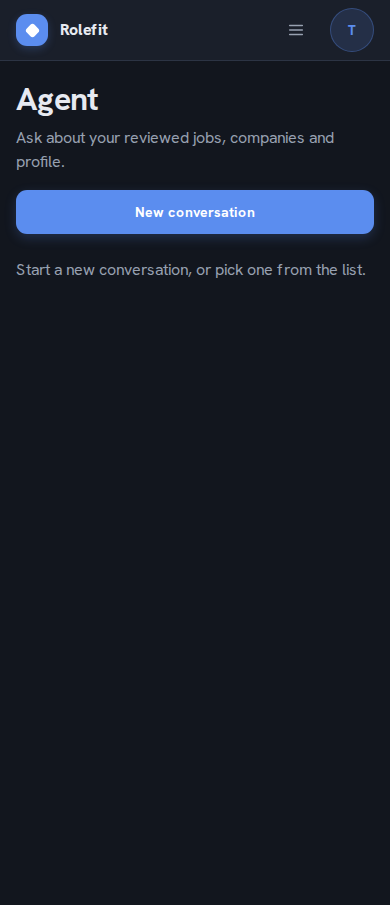 Rolefit
T
Agent
Ask about your reviewed jobs, companies and
profile.
New conversation
Start a new conversation, or pick one from the list.